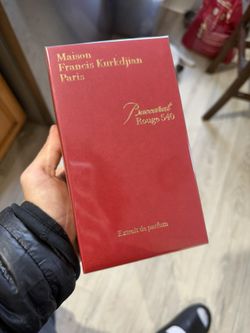 Maison
Francis Kurkdjian
Paris
Baccarat
Rouge 540
Extrait de parfum